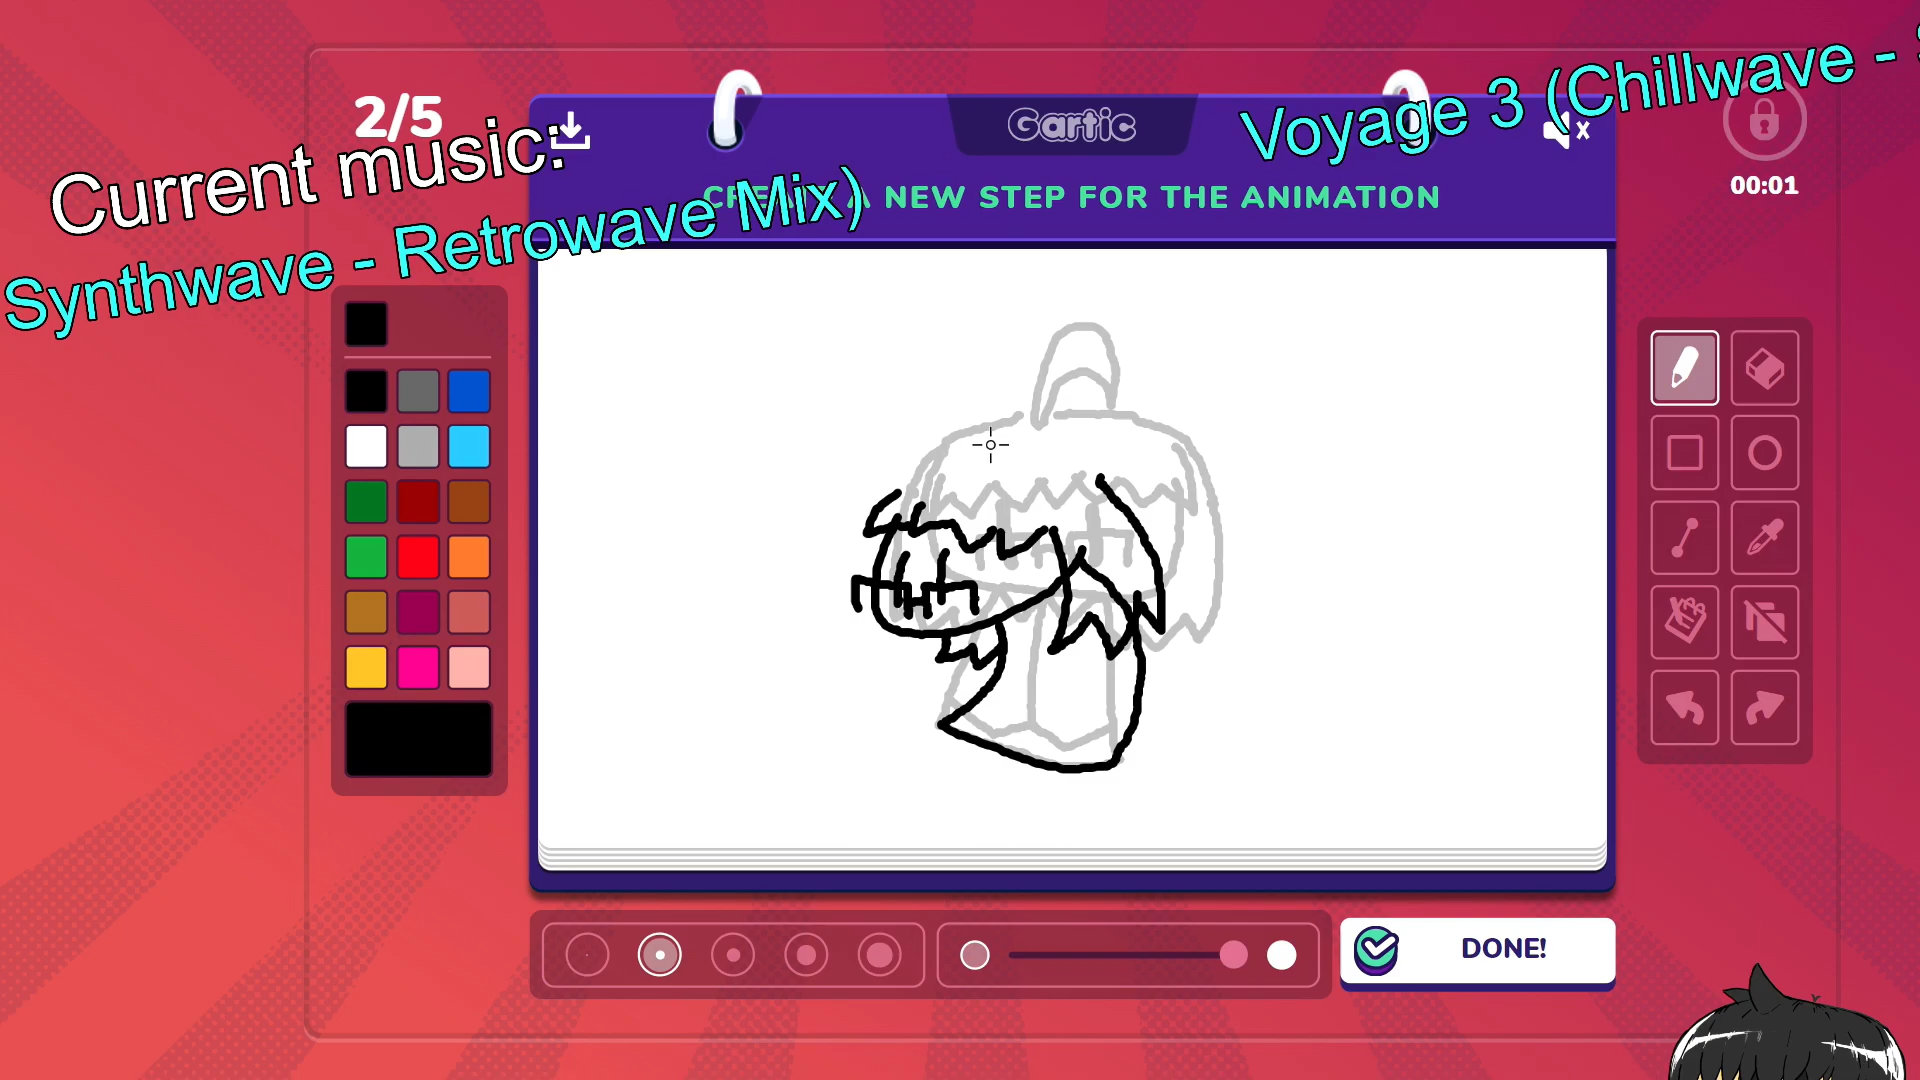 2/5
Current music:
Synthwave - Retrowave Mix)
Voyage 3 (Chillwave -
Gartic
00:01
A NEW STEP FOR THE ANIMATION
DONE!